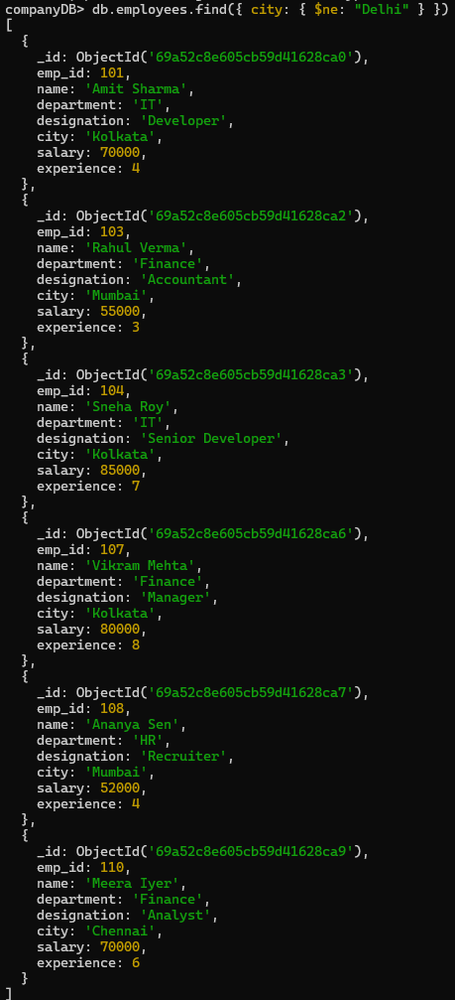 companyDB> db.employees.find({ city: { $ne: "Delhi" } })
[
  {
    _id: ObjectId('69a52c8e605cb59d41628ca0'),
    emp_id: 101,
    name: 'Amit Sharma',
    department: 'IT',
    designation: 'Developer',
    city: 'Kolkata',
    salary: 70000,
    experience: 4
  },
  {
    _id: ObjectId('69a52c8e605cb59d41628ca2'),
    emp_id: 103,
    name: 'Rahul Verma',
    department: 'Finance',
    designation: 'Accountant',
    city: 'Mumbai',
    salary: 55000,
    experience: 3
  },
  {
    _id: ObjectId('69a52c8e605cb59d41628ca3'),
    emp_id: 104,
    name: 'Sneha Roy',
    department: 'IT',
    designation: 'Senior Developer',
    city: 'Kolkata',
    salary: 85000,
    experience: 7
  },
  {
    _id: ObjectId('69a52c8e605cb59d41628ca6'),
    emp_id: 107,
    name: 'Vikram Mehta',
    department: 'Finance',
    designation: 'Manager',
    city: 'Kolkata',
    salary: 80000,
    experience: 8
  },
  {
    _id: ObjectId('69a52c8e605cb59d41628ca7'),
    emp_id: 108,
    name: 'Ananya Sen',
    department: 'HR',
    designation: 'Recruiter',
    city: 'Mumbai',
    salary: 52000,
    experience: 4
  },
  {
    _id: ObjectId('69a52c8e605cb59d41628ca9'),
    emp_id: 110,
    name: 'Meera Iyer',
    department: 'Finance',
    designation: 'Analyst',
    city: 'Chennai',
    salary: 70000,
    experience: 6
  }
]